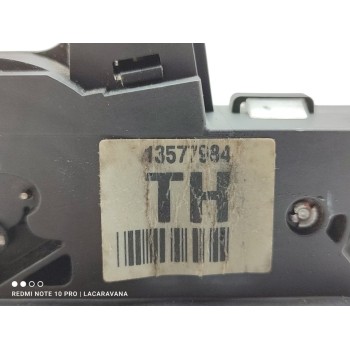 13577984
TH
REDMI NOTE 10 PRO | LACARAVANA